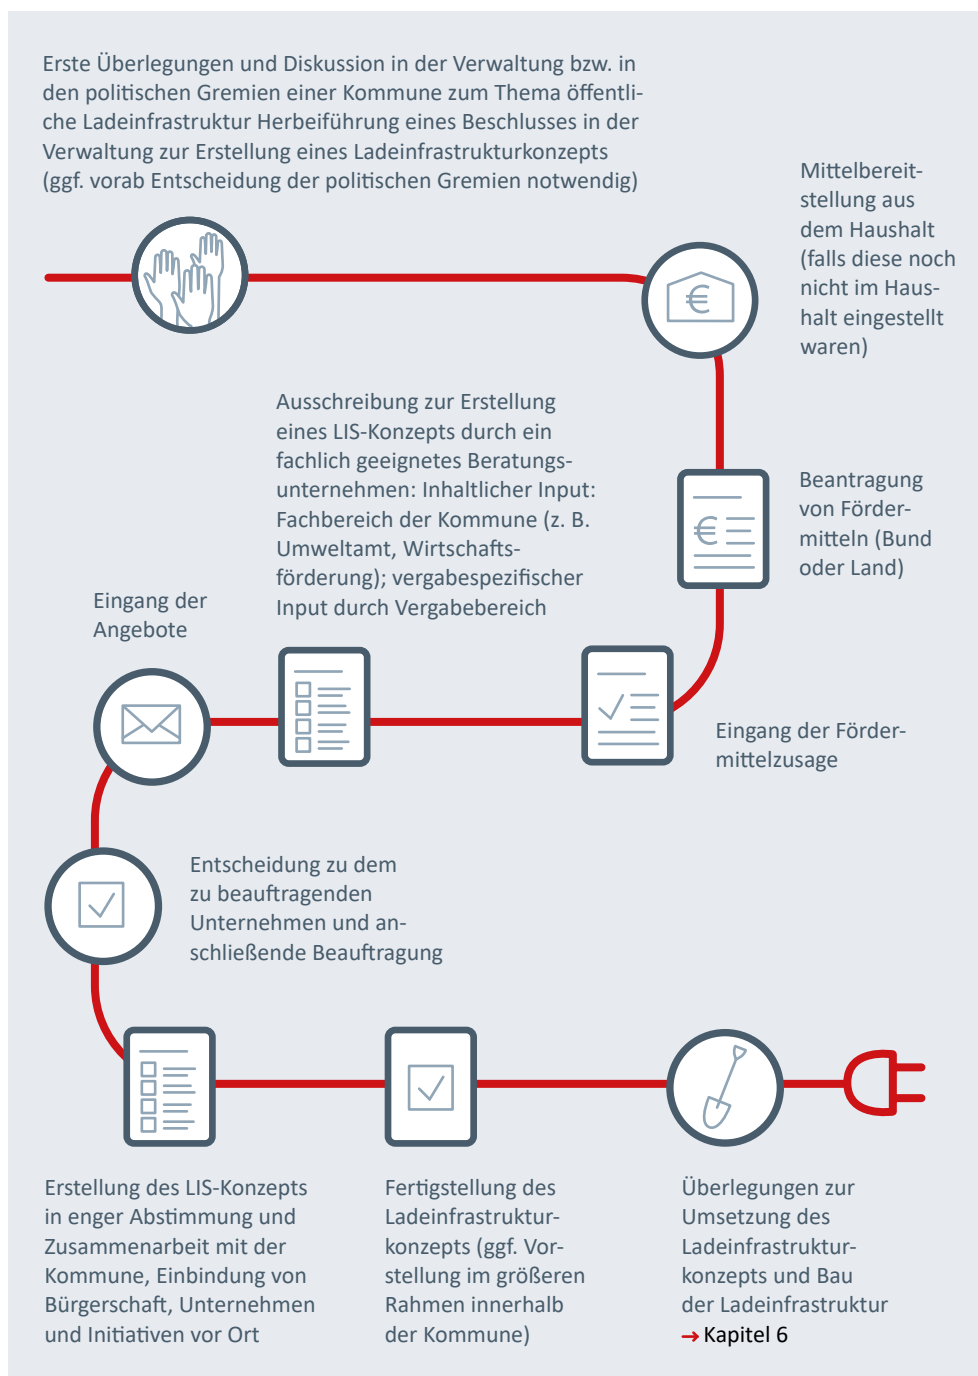 Erste Überlegungen und Diskussion in der Verwaltung bzw. in
den politischen Gremien einer Kommune zum Thema öffentli-
che Ladeinfrastruktur Herbeiführung eines Beschlusses in der
Verwaltung zur Erstellung eines Ladeinfrastrukturkonzepts
(ggf. vorab Entscheidung der politischen Gremien notwendig)
Mittelbereit-
stellung aus
dem Haushalt
(falls diese noch
nicht im Haus-
halt eingestellt
waren)
€
Beantragung
von Förder-
mitteln (Bund
oder Land)
€
Eingang der Förder-
mittelzusage
Ausschreibung zur Erstellung
eines LIS-Konzepts durch ein
fachlich geeignetes Beratungs-
unternehmen: Inhaltlicher Input:
Fachbereich der Kommune (z. B.
Umweltamt, Wirtschafts-
förderung); vergabespezifischer
Input durch Vergabebereich
Eingang der
Angebote
Entscheidung zu dem
zu beauftragenden
Unternehmen und an-
schließende Beauftragung
Erstellung des LIS-Konzepts
in enger Abstimmung und
Zusammenarbeit mit der
Kommune, Einbindung von
Bürgerschaft, Unternehmen
und Initiativen vor Ort
Fertigstellung des
Ladeinfrastruktur-
konzepts (ggf. Vor-
stellung im größeren
Rahmen innerhalb
der Kommune)
Überlegungen zur
Umsetzung des
Ladeinfrastruktur-
konzepts und Bau
der Ladeinfrastruktur
→ Kapitel 6